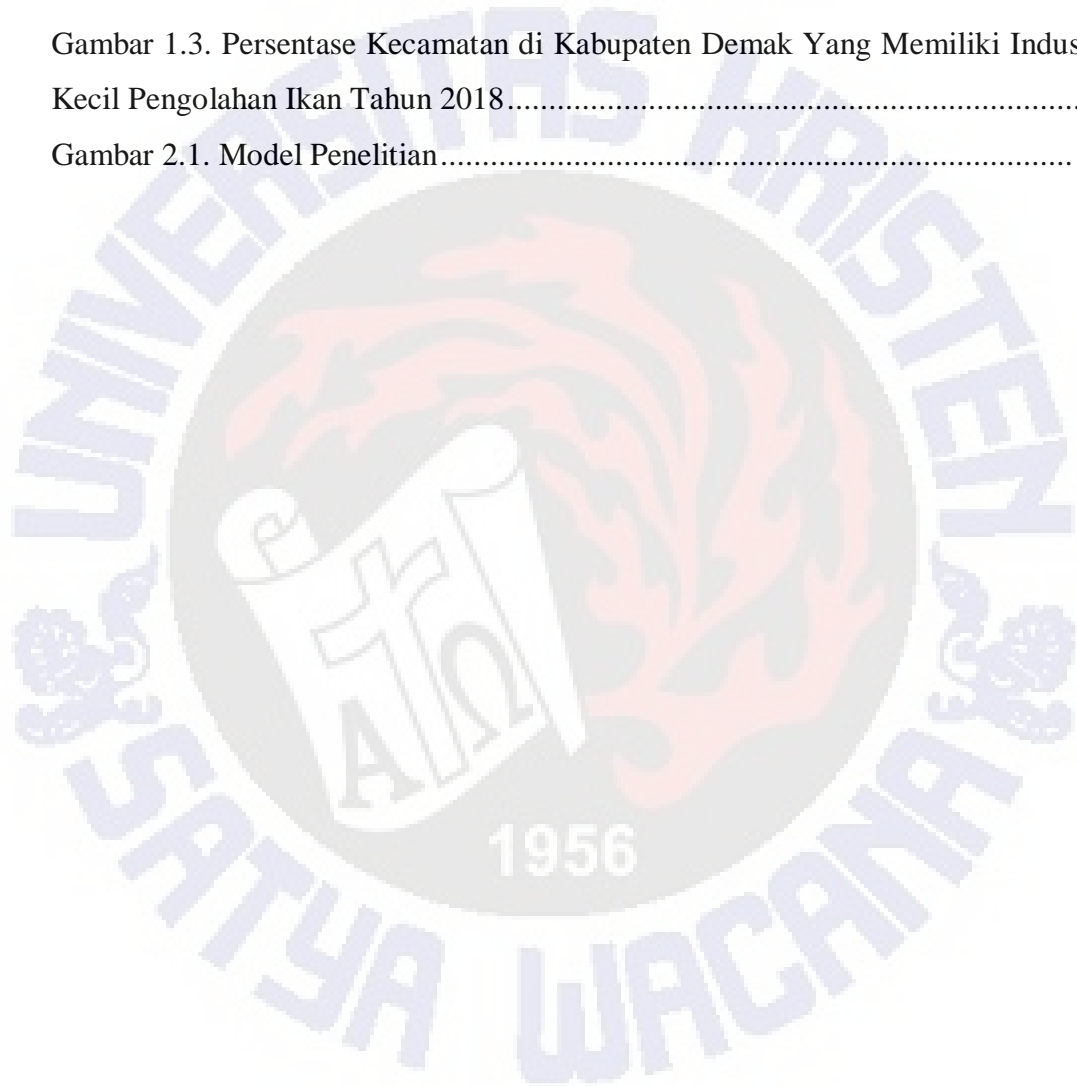 Gambar 1.3. Persentase Kecamatan di Kabupaten Demak Yang Memiliki Indus
Kecil Pengolahan Ikan Tahun 2018................................................................................
Gambar 2.1. Model Penelitian..............................................................................
UNIVERSITAS KRISTEN
A Ω
1956
SATYA WACANA